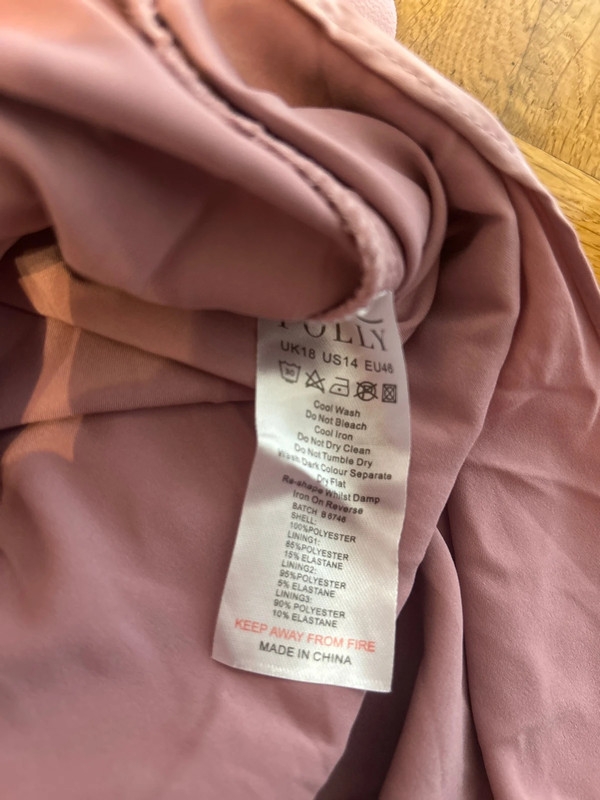 POLLY
UK18 US14 EU46
30
Cool Wash
Do Not Bleach
Cool Iron
Do Not Dry Clean
Do Not Tumble Dry
Wash Dark Colour Separate
Dry Flat
Re-shape Whilst Damp
Iron On Reverse
BATCH B 0746
SHELL:
100%POLYESTER
LINING1:
85%POLYESTER
15% ELASTANE
LINING2:
95%POLYESTER
5% ELASTANE
LINING3:
90% POLYESTER
10% ELASTANE
KEEP AWAY FROM FIRE
MADE IN CHINA